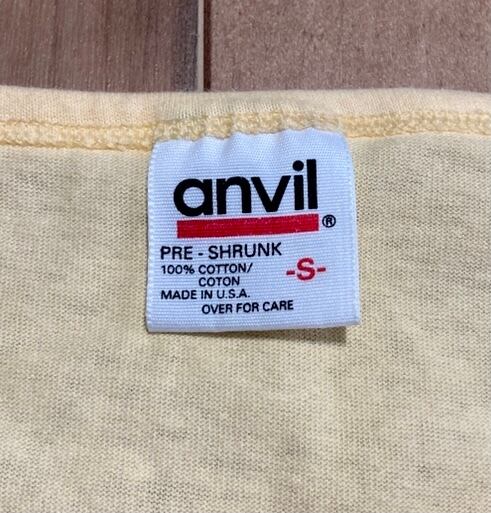 anvil®
PRE - SHRUNK
100% COTTON/
COTON
-S-
MADE IN U.S.A.
OVER FOR CARE